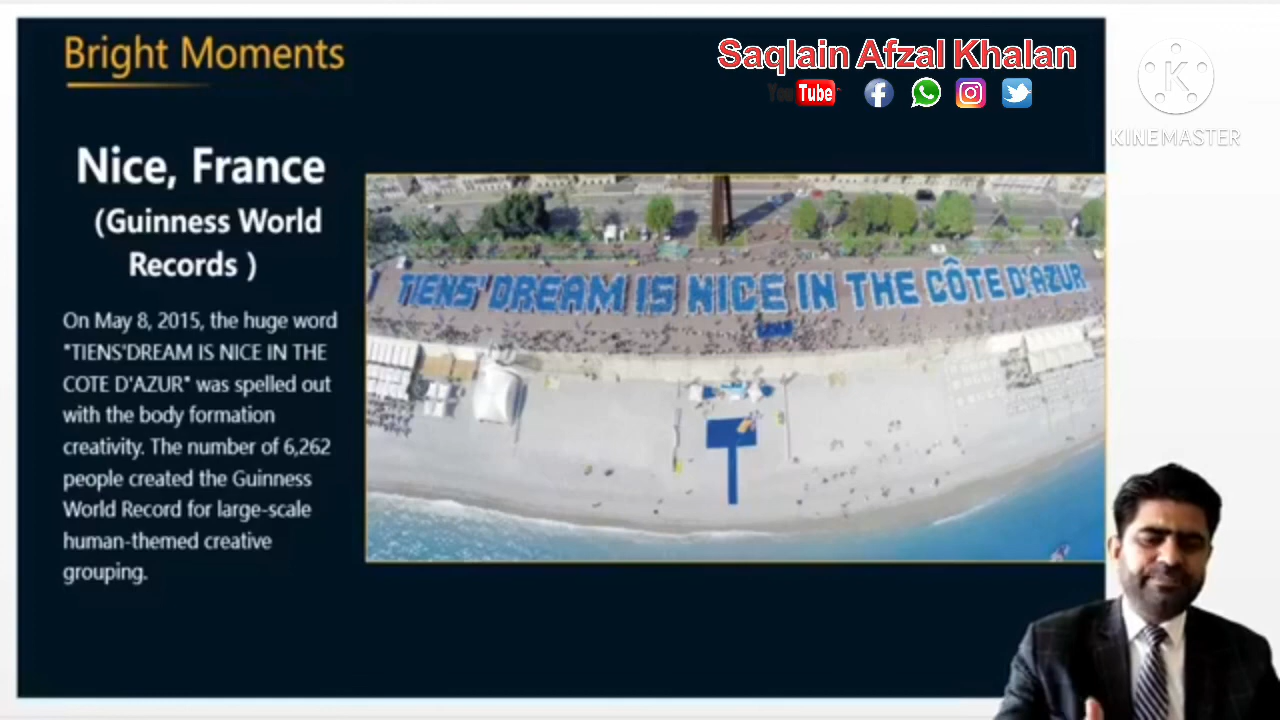 Bright Moments
Saqlain Afzal Khalan
YouTube
KINEMASTER
Nice, France
(Guinness World
Records )
On May 8, 2015, the huge word
"TIENS'DREAM IS NICE IN THE
COTE D'AZUR" was spelled out
with the body formation
creativity. The number of 6,262
people created the Guinness
World Record for large-scale
human-themed creative
grouping.
TIENS' DREAM IS NICE IN THE CÔTE D'AZUR